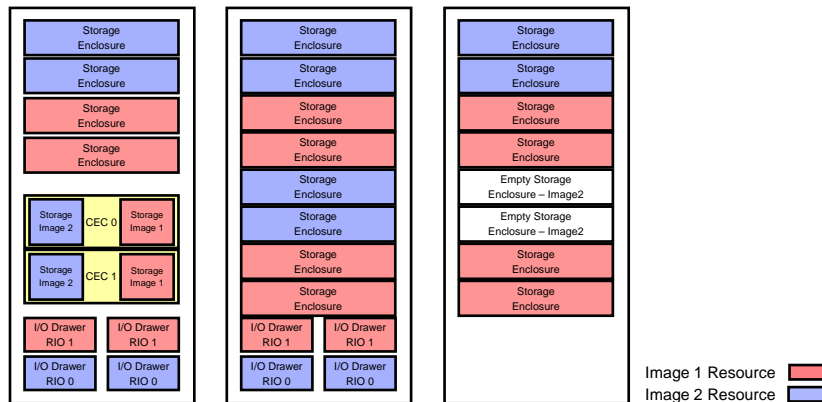 Storage
Enclosure
Storage
Enclosure
Storage
Enclosure
Storage
Enclosure
Storage
Image 2
CEC 0
Storage
Image 1
Storage
Image 2
CEC 1
Storage
Image 1
I/O Drawer
RIO 1
I/O Drawer
RIO 1
I/O Drawer
RIO 0
I/O Drawer
RIO 0
Storage
Enclosure
Storage
Enclosure
Storage
Enclosure
Storage
Enclosure
Storage
Enclosure
Storage
Enclosure
Storage
Enclosure
Storage
Enclosure
I/O Drawer
RIO 1
I/O Drawer
RIO 1
I/O Drawer
RIO 0
I/O Drawer
RIO 0
Storage
Enclosure
Storage
Enclosure
Storage
Enclosure
Storage
Enclosure
Empty Storage
Enclosure – Image2
Empty Storage
Enclosure – Image2
Storage
Enclosure
Storage
Enclosure
Image 1 Resource
Image 2 Resource